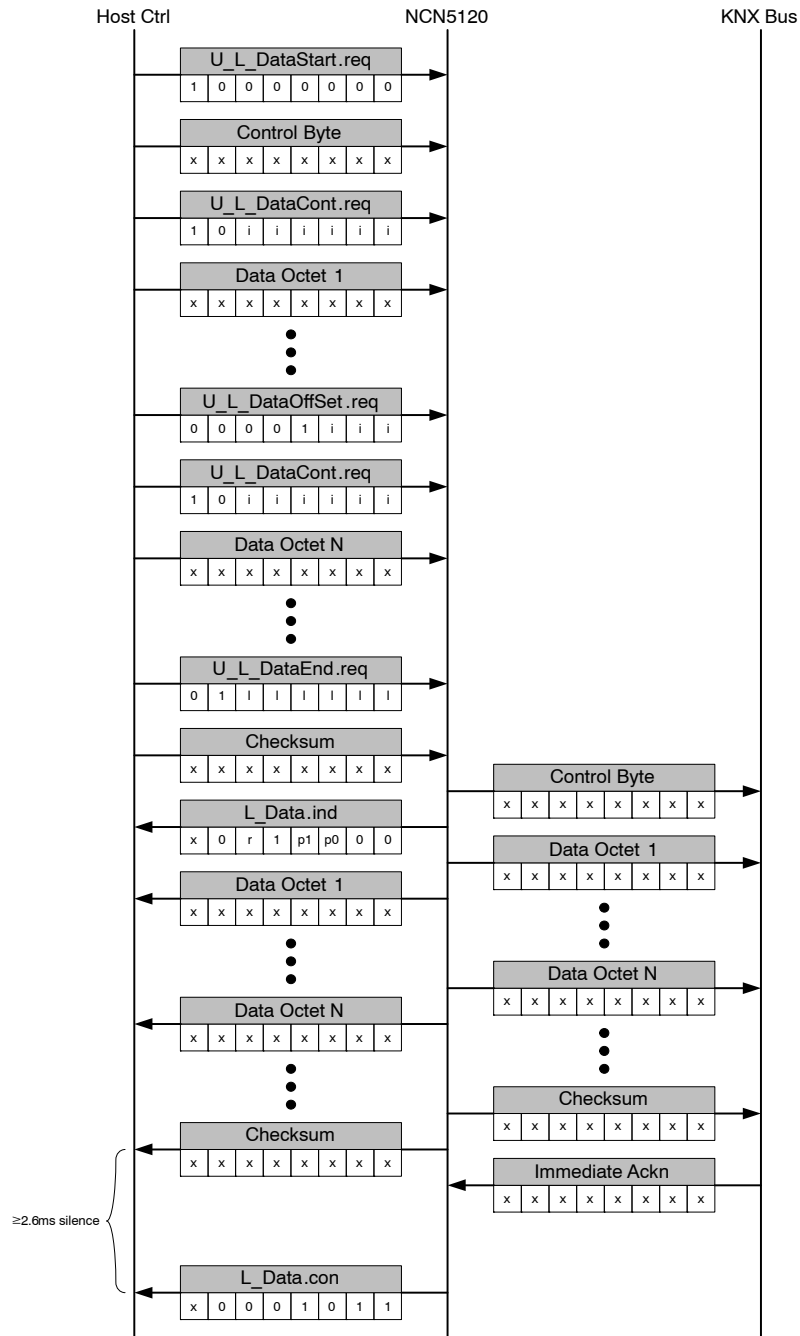 Host Ctrl NCN5120 KNX Bus
U_L_DataStart.req
1 0 0 0 0 0 0 0
Control Byte
x x x x x x x x
U_L_DataCont.req
1 0 i i i i i i
Data Octet 1
x x x x x x x x
U_L_DataOffSet.req
0 0 0 0 1 i i i
U_L_DataCont.req
1 0 i i i i i i
Data Octet N
x x x x x x x x
U_L_DataEnd.req
0 1 l l l l l l
Checksum
x x x x x x x x
Control Byte
x x x x x x x x
L_Data.ind
x 0 r 1 p1 p0 0 0
Data Octet 1
x x x x x x x x
Data Octet 1
x x x x x x x x
Data Octet N
x x x x x x x x
Data Octet N
x x x x x x x x
Checksum
x x x x x x x x
Checksum
x x x x x x x x
Immediate Ackn
x x x x x x x x
≥2.6ms silence
L_Data.con
x 0 0 0 1 0 1 1